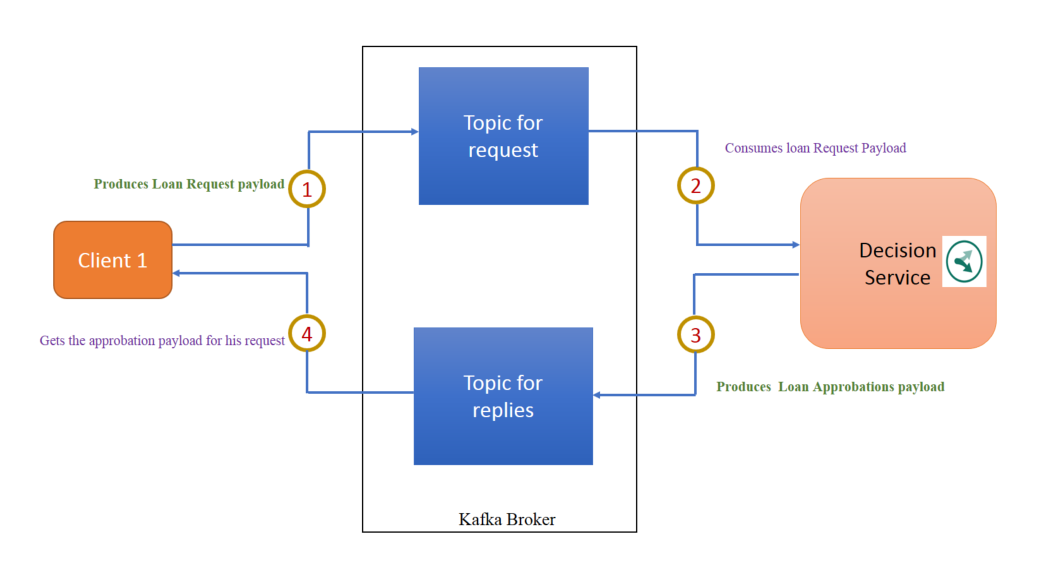 Topic for
request
Consumes loan Request Payload
Produces Loan Request payload
1
2
Client 1
Decision
Service
Gets the approbation payload for his request
4
3
Topic for
replies
Produces  Loan Approbations payload
Kafka Broker